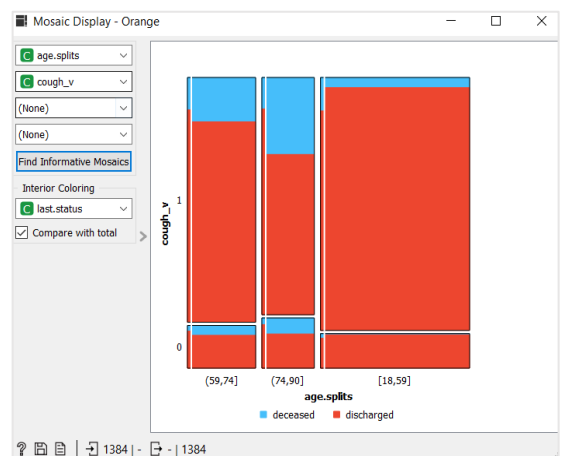 Mosaic Display - Orange
C age.splits
C cough_v
(None)
(None)
Find Informative Mosaics
Interior Coloring
C last.status
Compare with total
cough_v
1
0
(59,74]
(74,90]
[18,59]
age.splits
deceased
discharged
? 1384 | - - | 1384